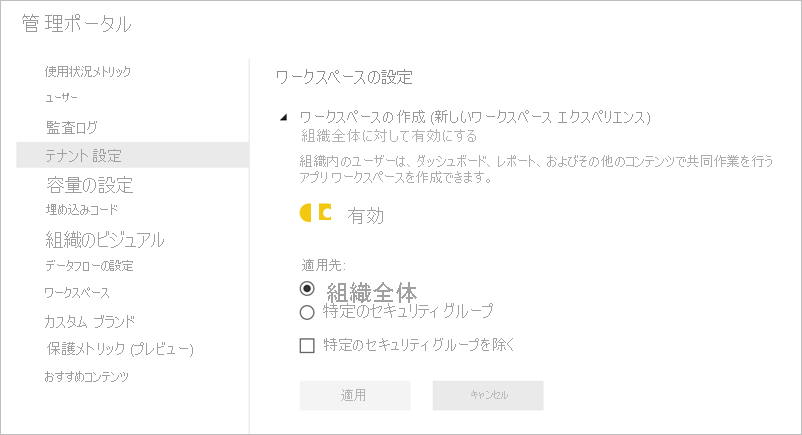 管理ポータル
使用状況メトリック
ユーザー
監査ログ
テナント設定
容量の設定
埋め込みコード
組織のビジュアル
データフローの設定
ワークスペース
カスタム ブランド
保護メトリック (プレビュー)
おすすめコンテンツ
ワークスペースの設定
ワークスペースの作成 (新しいワークスペース エクスペリエンス)
組織全体に対して有効にする
組織内のユーザーは、ダッシュボード、レポート、およびその他のコンテンツで共同作業を行う
アプリ ワークスペースを作成できます。
有効
適用先:
組織全体
特定のセキュリティ グループ
特定のセキュリティ グループを除く
適用
キャンセル